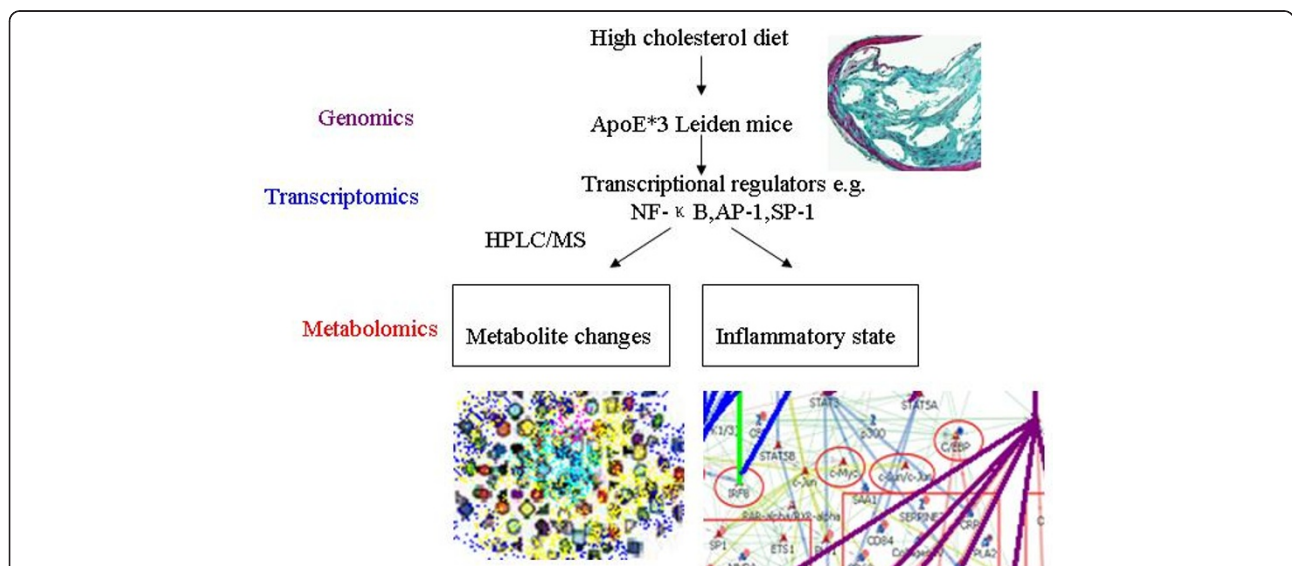 High cholesterol diet
Genomics
ApoE*3 Leiden mice
Transcriptomics
Transcriptional regulators e.g.
NF- κ B,AP-1,SP-1
HPLC/MS
Metabolomics
Metabolite changes
Inflammatory state
STAT3
STAT5A
K1/3
p300
C/EBP
STAT5B
c-Myc
c-Jun
c-Jun/c-Jun
IRF8
SAA1
RAR-alpha/RXR-alpha
CRP
SP1
ETS1
CD84
PLA2